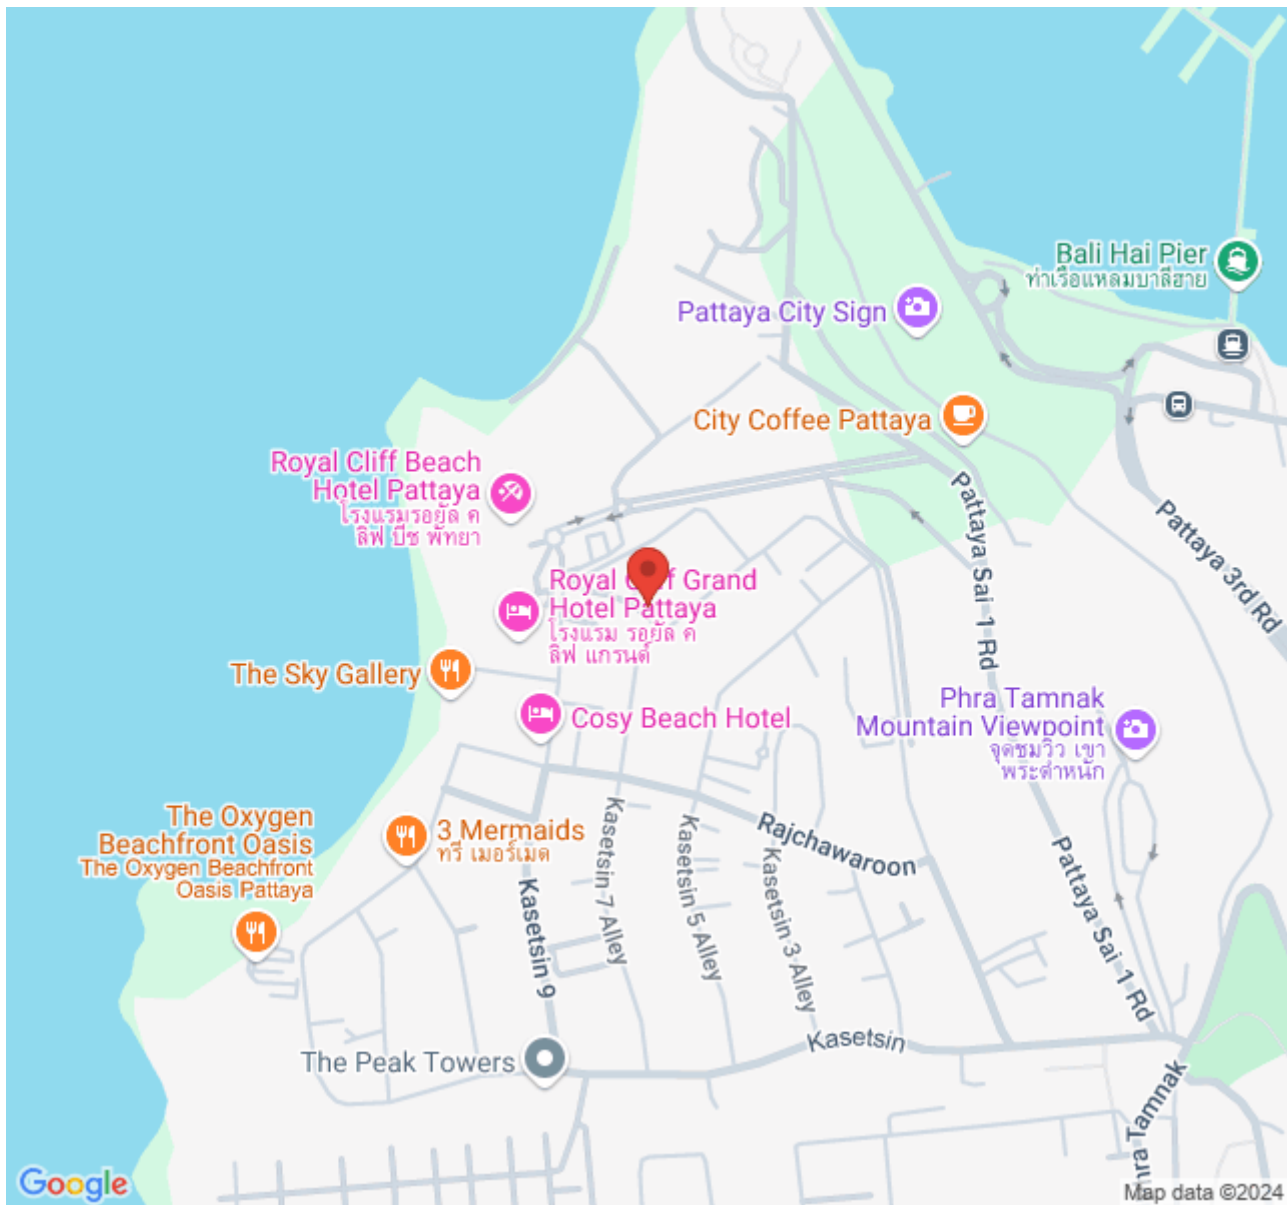 Bali Hai Pier
ท่าเรือแหลมบาลีฮาย
Pattaya City Sign
City Coffee Pattaya
Royal Cliff Beach
Hotel Pattaya
โรงแรมรอยัล ค
ลิฟ บีช พัทยา
Pattaya Sai 1 Rd
Pattaya 3rd Rd
Royal Cliff Grand
Hotel Pattaya
โรงแรม รอยัล ค
ลิฟ แกรนด์
The Sky Gallery
Cosy Beach Hotel
Phra Tamnak
Mountain Viewpoint
จุดชมวิว เขา
พระตำหนัก
The Oxygen
Beachfront Oasis
The Oxygen Beachfront
Oasis Pattaya
3 Mermaids
ทรี เมอร์เมด
Rajchawaroon
Kasetsin 7 Alley
Kasetsin 5 Alley
Kasetsin 3 Alley
Kasetsin 9
Pattaya Sai 1 Rd
Kasetsin
The Peak Towers
Tamnak
Google
Map data ©2024